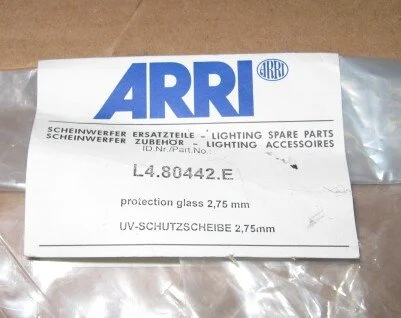 ARRI ARRI
SCHEINWERFER ERSATZTEILE - LIGHTING SPARE PARTS
SCHEINWERFER ZUBEHÖR - LIGHTING ACCESSOIRES
ID.Nr./Part.No.:
L4.80442.E
protection glass 2,75 mm
UV-SCHUTZSCHEIBE 2,75mm